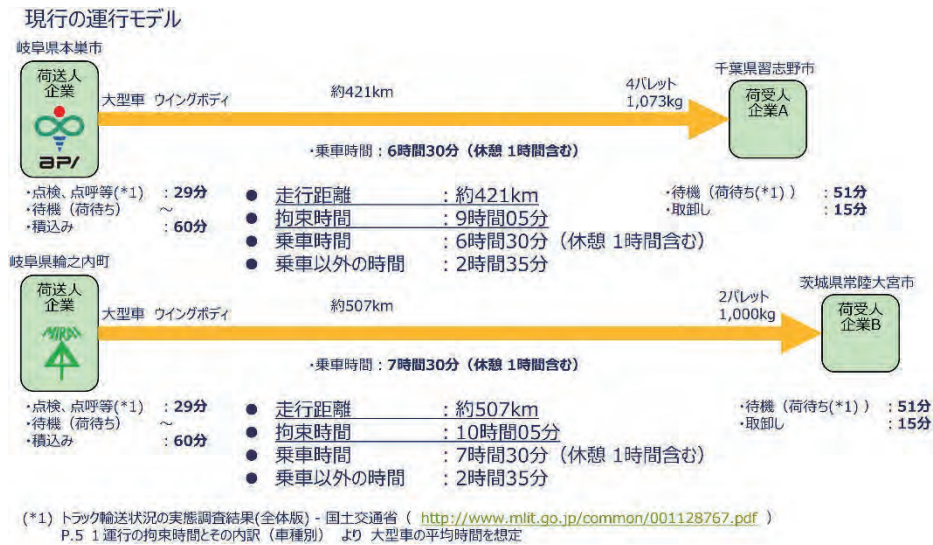 現行の運行モデル
岐阜県本巣市
荷送人
企業
aPi
大型車 ウイングボディ
約421km
4パレット
1,073kg
千葉県習志野市
荷受人
企業A
・乗車時間：6時間30分（休憩 1時間含む）
・点検、点呼等(*1) ：29分
・待機（荷待ち） ～
・積込み ：60分
● 走行距離 ：約421km
● 拘束時間 ：9時間05分
● 乗車時間 ：6時間30分（休憩 1時間含む）
● 乗車以外の時間 ：2時間35分
・待機（荷待ち(*1)） ：51分
・取卸し ：15分
岐阜県輪之内町
荷送人
企業
MIRAI
大型車 ウイングボディ
約507km
2パレット
1,000kg
茨城県常陸大宮市
荷受人
企業B
・乗車時間：7時間30分（休憩 1時間含む）
・点検、点呼等(*1) ：29分
・待機（荷待ち） ～
・積込み ：60分
● 走行距離 ：約507km
● 拘束時間 ：10時間05分
● 乗車時間 ：7時間30分（休憩 1時間含む）
● 乗車以外の時間 ：2時間35分
・待機（荷待ち(*1)） ：51分
・取卸し ：15分
(*1) トラック輸送状況の実態調査結果(全体版) - 国土交通省（ http://www.mlit.go.jp/common/001128767.pdf ）
P.5 1運行の拘束時間とその内訳（車種別） より 大型車の平均時間を想定